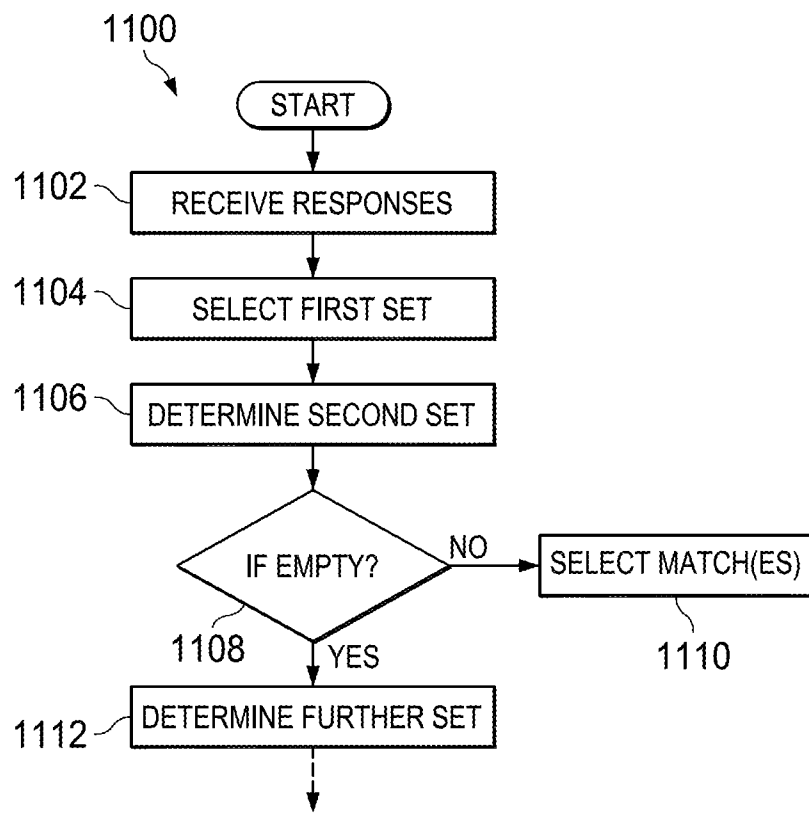 1100
START
1102
RECEIVE RESPONSES
1104
SELECT FIRST SET
1106
DETERMINE SECOND SET
IF EMPTY?
NO
SELECT MATCH(ES)
1108
YES
1110
1112
DETERMINE FURTHER SET